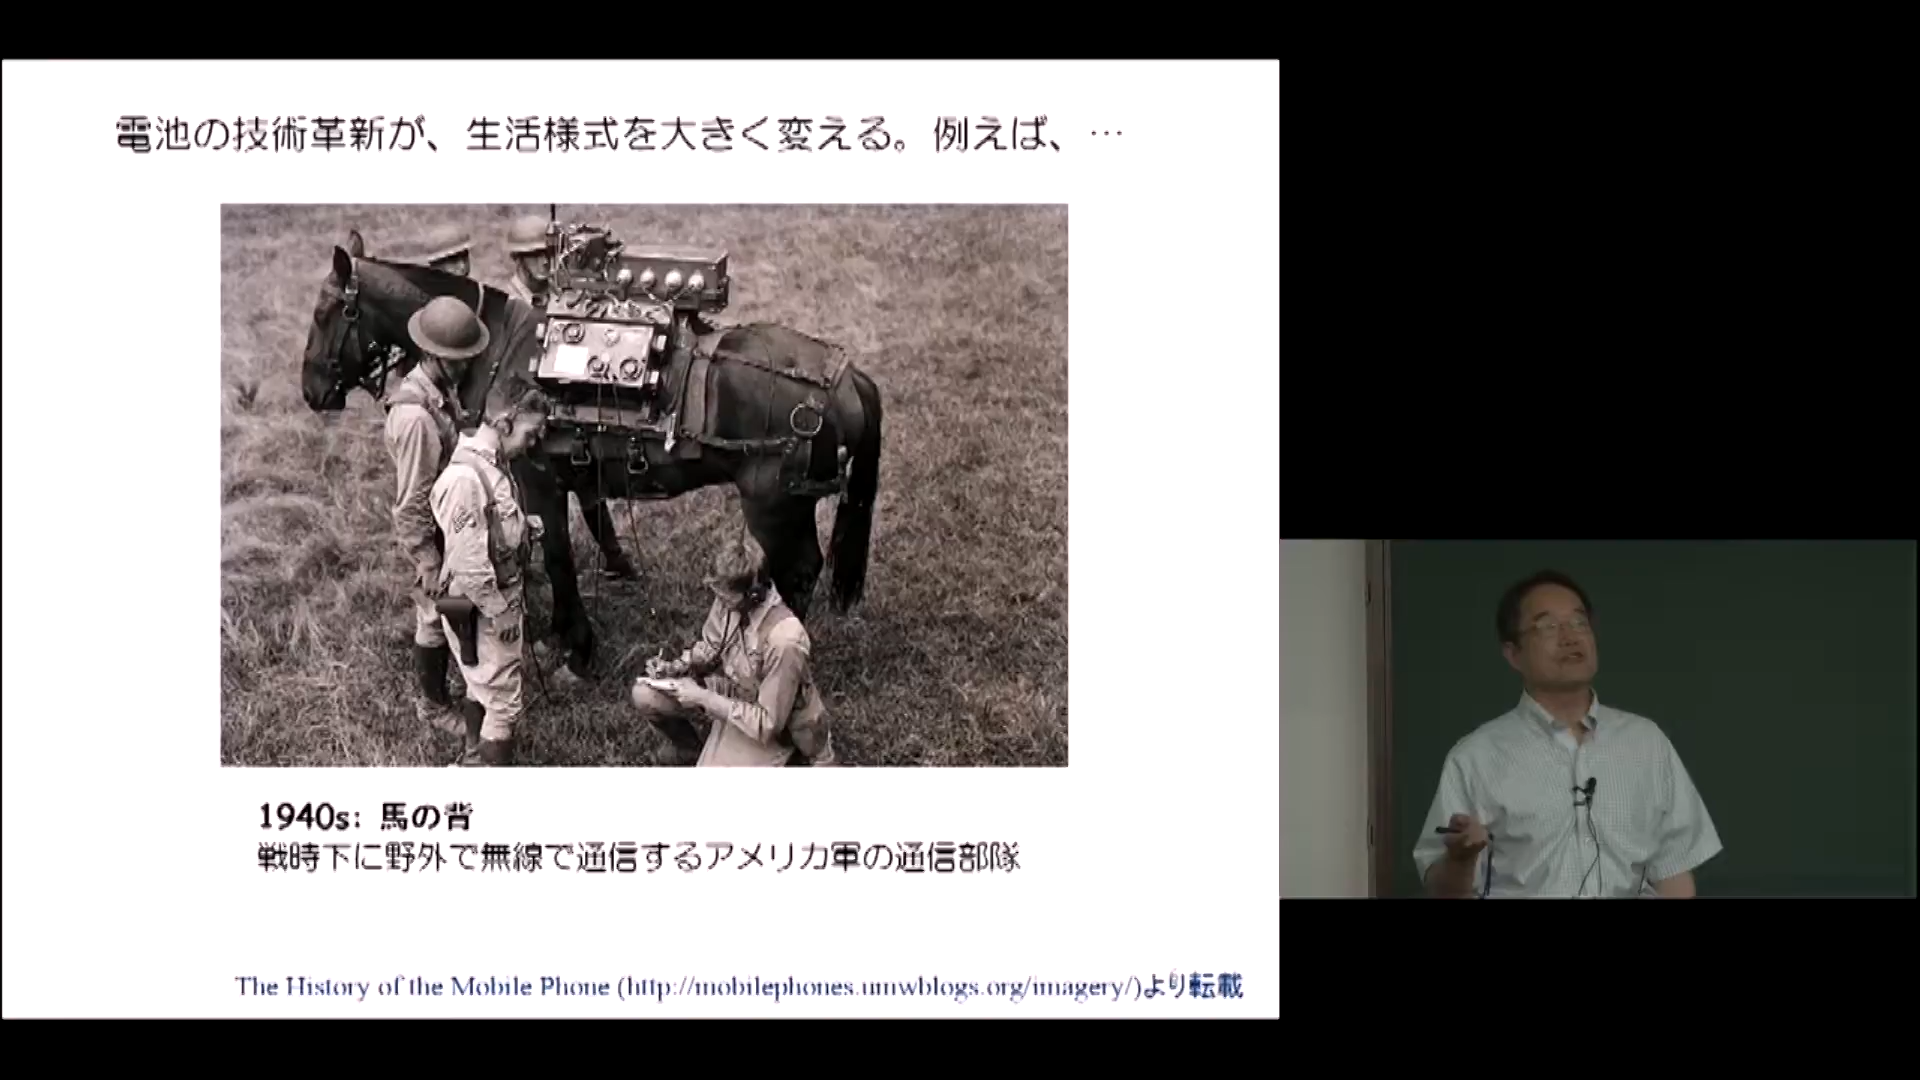 電池の技術革新が、生活様式を大きく変える。例えば、…
1940s: 馬の背
戦時下に野外で無線で通信するアメリカ軍の通信部隊
The History of the Mobile Phone (http://mobilephones.umwblogs.org/imagery/)より転載